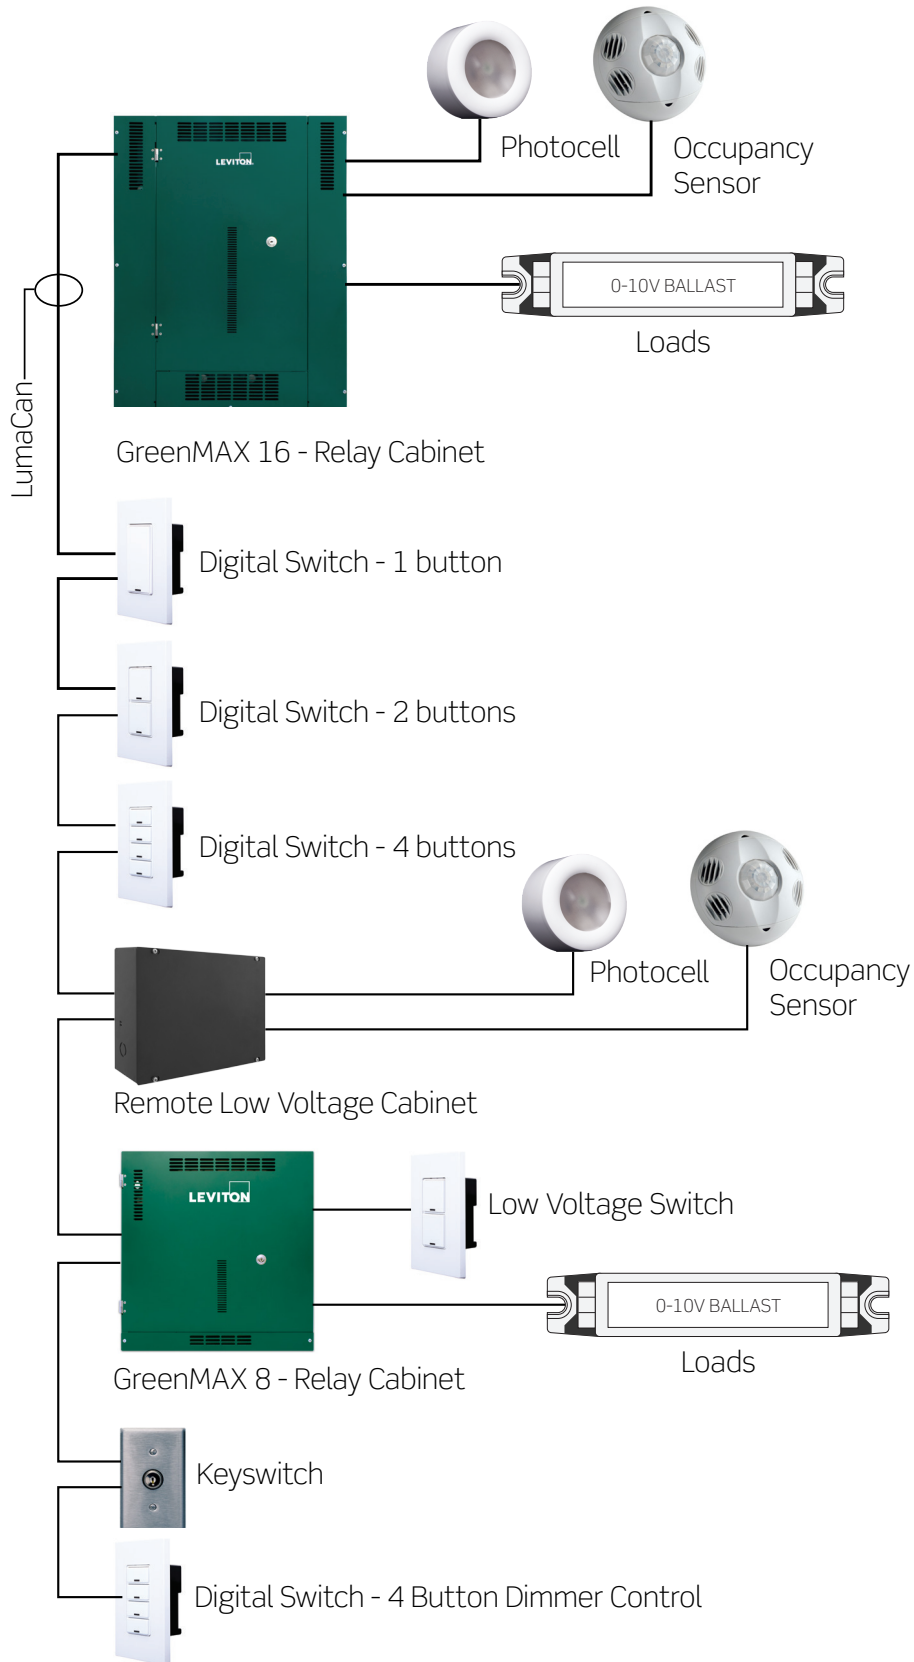 Photocell
Occupancy
Sensor
LEVITON
0-10V BALLAST
Loads
LumaCan
GreenMAX 16 - Relay Cabinet
Digital Switch - 1 button
Digital Switch - 2 buttons
Digital Switch - 4 buttons
Photocell
Occupancy
Sensor
Remote Low Voltage Cabinet
LEVITON
Low Voltage Switch
0-10V BALLAST
Loads
GreenMAX 8 - Relay Cabinet
Keyswitch
Digital Switch - 4 Button Dimmer Control